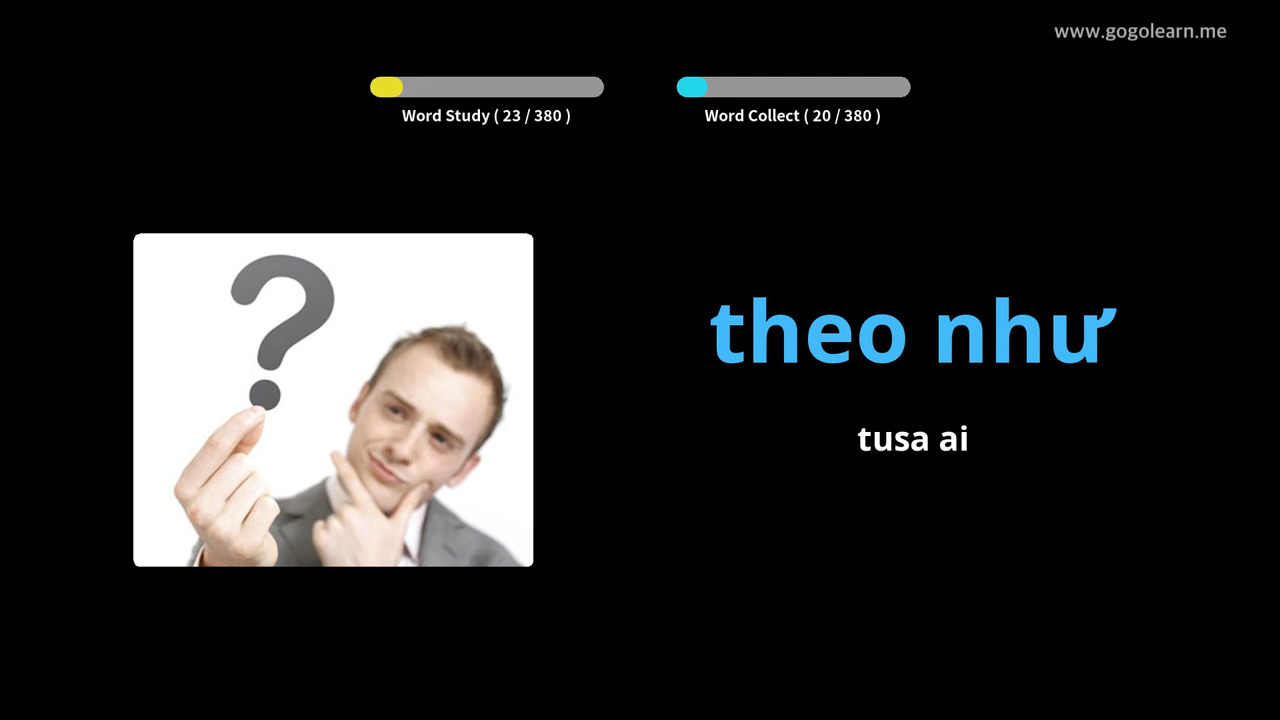 www.gogolearn.me
Word Study ( 23 / 380 )
Word Collect ( 20 / 380 )
?
theo như
tusa ai